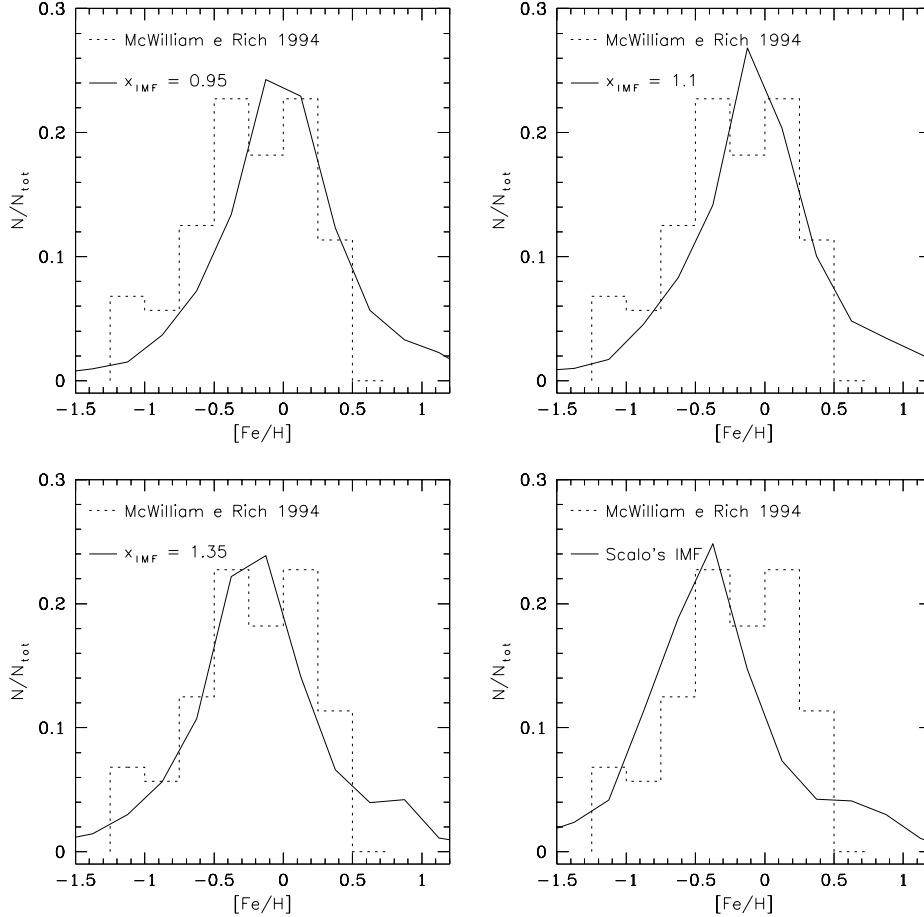 0.3
McWilliam e Rich 1994
x_IMF = 0.95
0.2
N/N_tot
0.1
0
-1.5 -1 -0.5 0 0.5 1
[Fe/H]
0.3
McWilliam e Rich 1994
x_IMF = 1.1
0.2
N/N_tot
0.1
0
-1.5 -1 -0.5 0 0.5 1
[Fe/H]
0.3
McWilliam e Rich 1994
x_IMF = 1.35
0.2
N/N_tot
0.1
0
-1.5 -1 -0.5 0 0.5 1
[Fe/H]
0.3
McWilliam e Rich 1994
Scalo's IMF
0.2
N/N_tot
0.1
0
-1.5 -1 -0.5 0 0.5 1
[Fe/H]